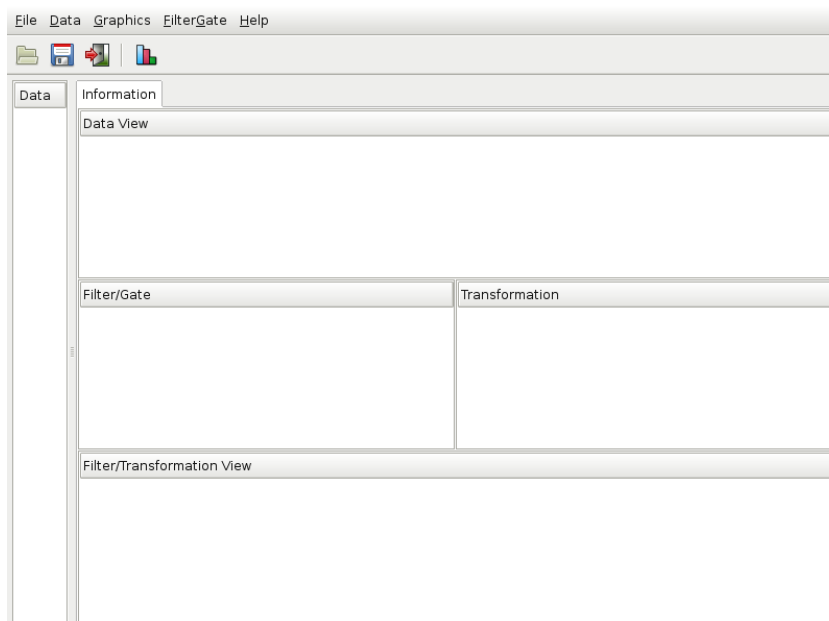 File Data Graphics FilterGate Help
Data
Information
Data View
Filter/Gate
Transformation
Filter/Transformation View